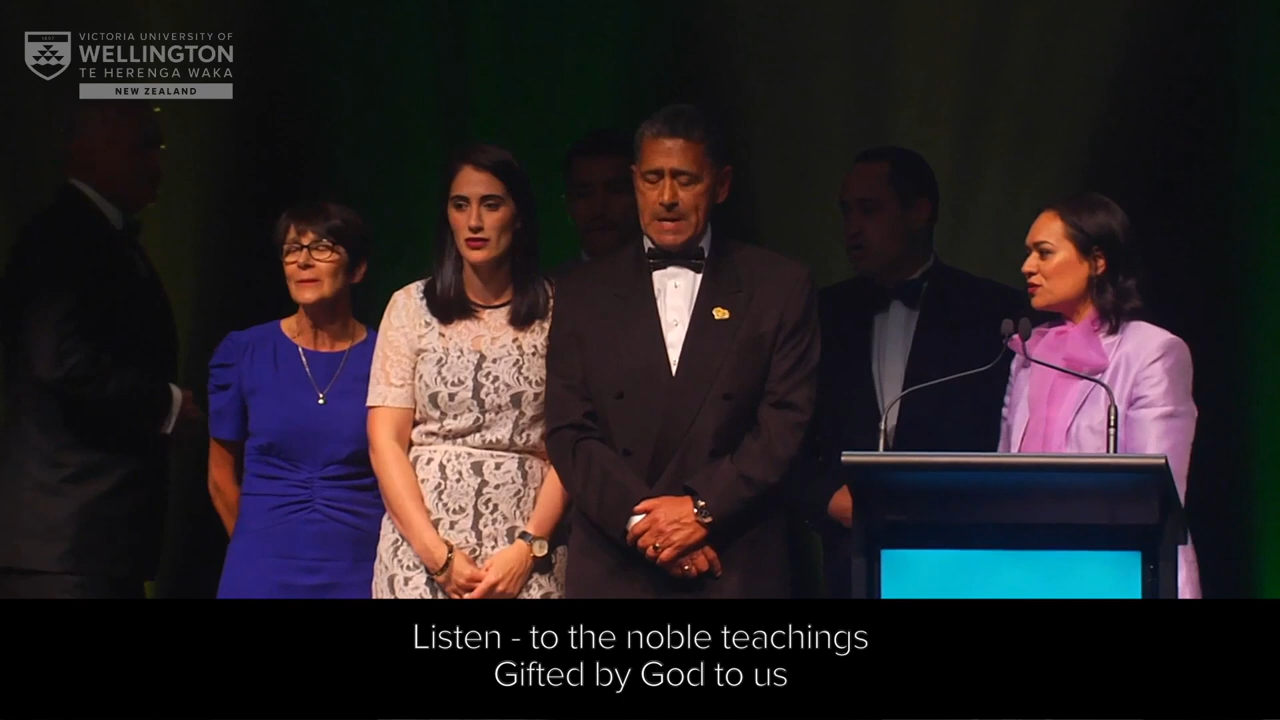 1897
VICTORIA UNIVERSITY OF
WELLINGTON
TE HERENGA WAKA
NEW ZEALAND
Listen - to the noble teachings
Gifted by God to us